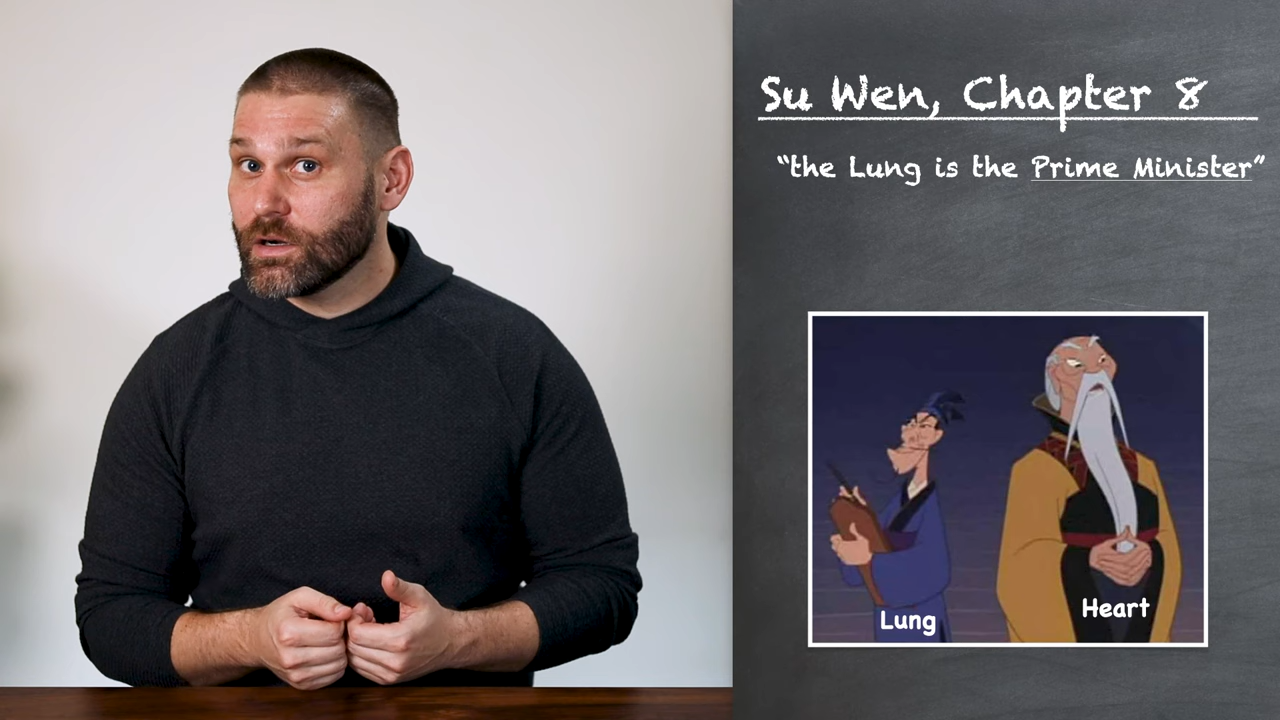 Su Wen, Chapter 8
“the Lung is the Prime Minister”
Lung
Heart